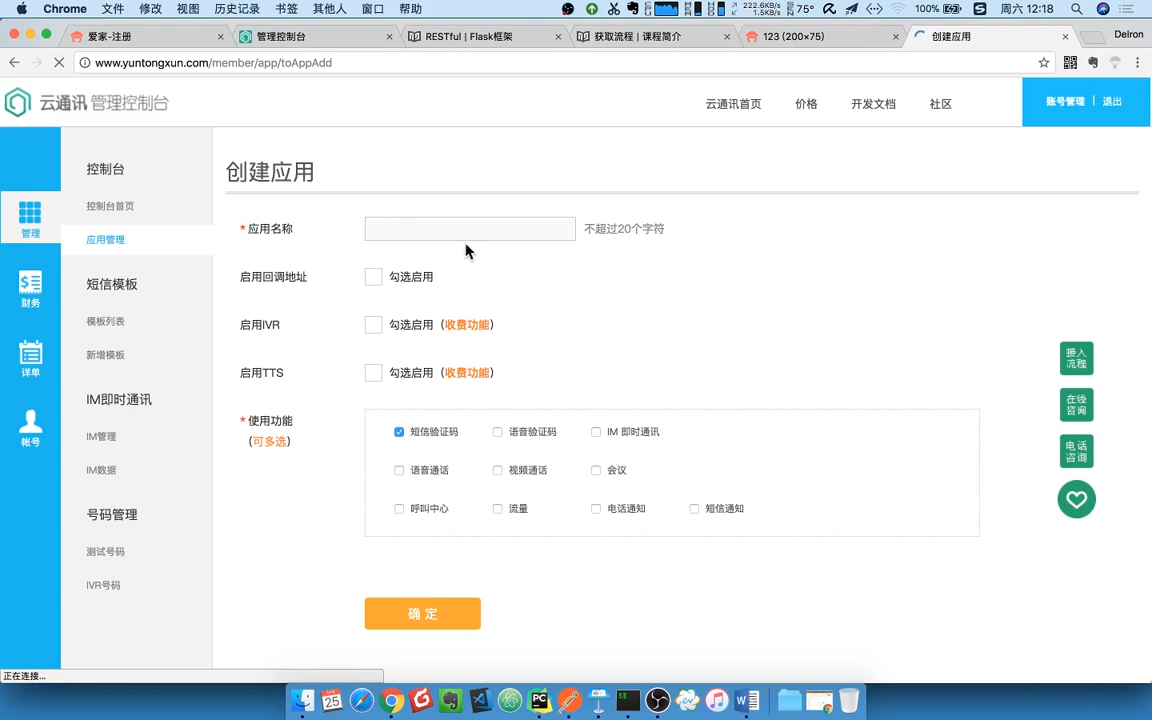 Chrome 文件 修改 视图 历史记录 书签 其他人 窗口 帮助 222.6KB/s 1.5KB/s 75° 100% 周六 12:18
爱家-注册 管理控制台 RESTful | Flask框架 获取流程 | 课程简介 123 (200×75) 创建应用 Delron
www.yuntongxun.com/member/app/toAppAdd
云通讯 管理控制台 云通讯首页 价格 开发文档 社区 账号管理 | 退出
管理
财务
详单
帐号
控制台
控制台首页
应用管理
短信模板
模板列表
新增模板
IM即时通讯
IM管理
IM数据
号码管理
测试号码
IVR号码
创建应用
* 应用名称 不超过20个字符
启用回调地址 勾选启用
启用IVR 勾选启用 (收费功能)
启用TTS 勾选启用 (收费功能)
* 使用功能
(可多选)
短信验证码 语音验证码 IM 即时通讯
语音通话 视频通话 会议
呼叫中心 流量 电话通知 短信通知
确 定
接入
流程
在线
咨询
电话
咨询
正在连接...